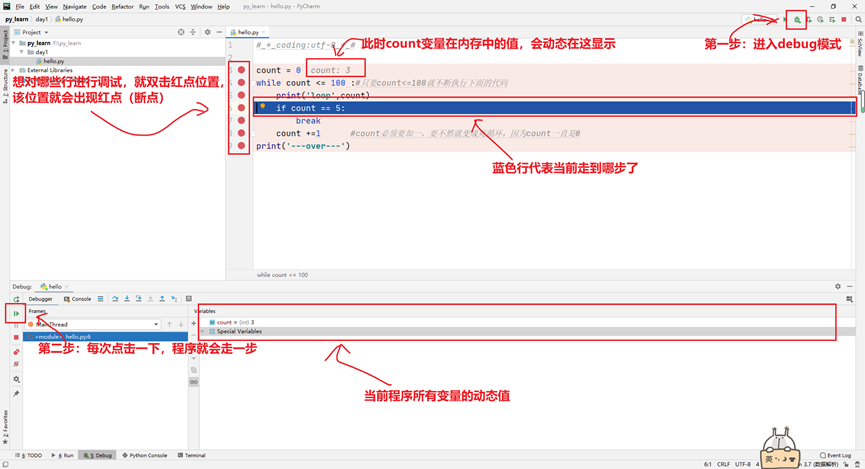 File Edit View Navigate Code Refactor Run Tools VCS Window Help py_learn - hello.py - PyCharm
py_learn day1 hello.py
第一步：进入debug模式
Project
hello.py
py_learn F:\py_learn
day1
hello.py
External Libraries
1: Project
Structure
SciView
Database
想对哪些行进行调试，就双击红点位置，
该位置就会出现红点（断点）
此时count变量在内存中的值，会动态在这显示
1 #_*_coding:utf-8_*_#
2
3 count = 0 count: 3
4 while count <= 100 :#只要count<=100就不断执行下面的代码
5 print('loop',count)
6 if count == 5:
7 break
8 count +=1 #count必须要加一，要不然就变成死循环，因为count一直是0
9 print('---over---')
蓝色行代表当前走到哪步了
while count <= 100
Debug: hello
Debugger Console
Frames
Variables
MainThread
<module>, hello.py:6
count = {int} 3
Special Variables
第二步：每次点击一下，程序就会走一步
当前程序所有变量的动态值
2: Favorites
英
6: TODO 4: Run 5: Debug Python Console Terminal Event Log
6:1 CRLF UTF-8 3.7 (数据解析)